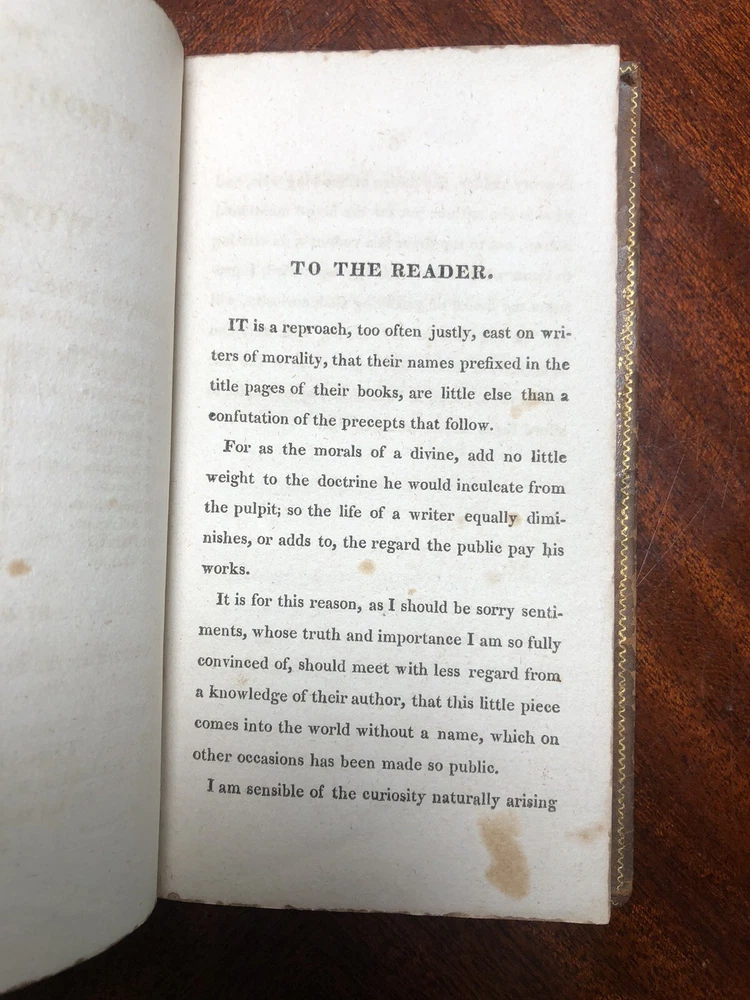 TO THE READER.
IT is a reproach, too often justly, cast on wri-
ters of morality, that their names prefixed in the
title pages of their books, are little else than a
confutation of the precepts that follow.
For as the morals of a divine, add no little
weight to the doctrine he would inculcate from
the pulpit; so the life of a writer equally dimi-
nishes, or adds to, the regard the public pay his
works.
It is for this reason, as I should be sorry senti-
ments, whose truth and importance I am so fully
convinced of, should meet with less regard from
a knowledge of their author, that this little piece
comes into the world without a name, which on
other occasions has been made so public.
I am sensible of the curiosity naturally arising